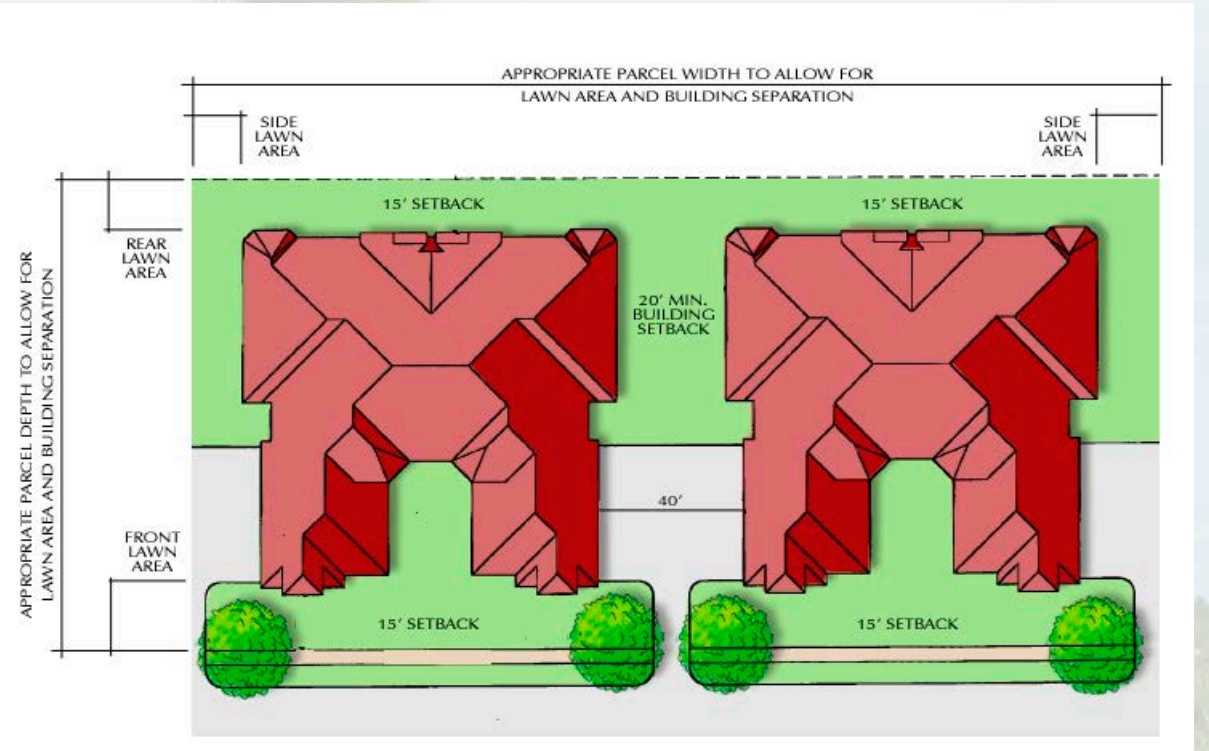 APPROPRIATE PARCEL WIDTH TO ALLOW FOR
LAWN AREA AND BUILDING SEPARATION
SIDE
LAWN
AREA
SIDE
LAWN
AREA
15' SETBACK
15' SETBACK
REAR
LAWN
AREA
20' MIN.
BUILDING
SETBACK
APPROPRIATE PARCEL DEPTH TO ALLOW FOR
LAWN AREA AND BUILDING SEPARATION
40'
FRONT
LAWN
AREA
15' SETBACK
15' SETBACK